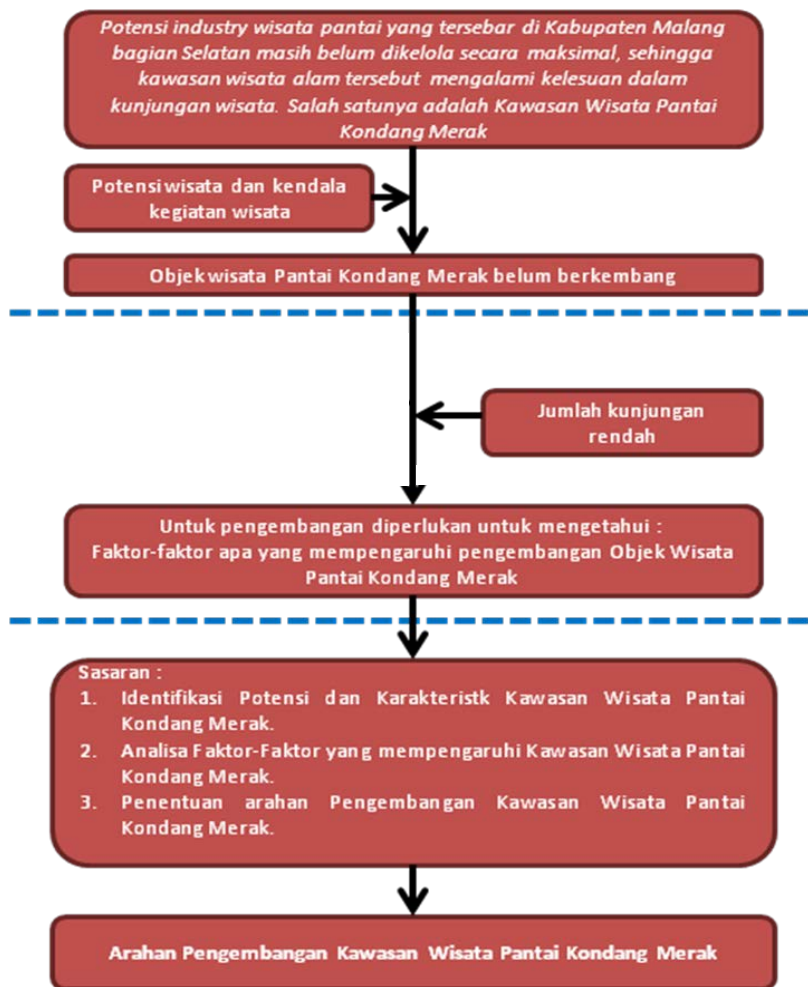 Potensi industry wisata pantai yang tersebar di Kabupaten Malang
bagian Selatan masih belum dikelola secara maksimal, sehingga
kawasan wisata alam tersebut mengalami kelesuan dalam
kunjungan wisata. Salah satunya adalah Kawasan Wisata Pantai
Kondang Merak
Potensi wisata dan kendala
kegiatan wisata
Objek wisata Pantai Kondang Merak belum berkembang
Jumlah kunjungan
rendah
Untuk pengembangan diperlukan untuk mengetahui :
Faktor-faktor apa yang mempengaruhi pengembangan Objek Wisata
Pantai Kondang Merak
Sasaran :
1. Identifikasi Potensi dan Karakteristk Kawasan Wisata Pantai
Kondang Merak.
2. Analisa Faktor-Faktor yang mempengaruhi Kawasan Wisata Pantai
Kondang Merak.
3. Penentuan arahan Pengembangan Kawasan Wisata Pantai
Kondang Merak.
Arahan Pengembangan Kawasan Wisata Pantai Kondang Merak